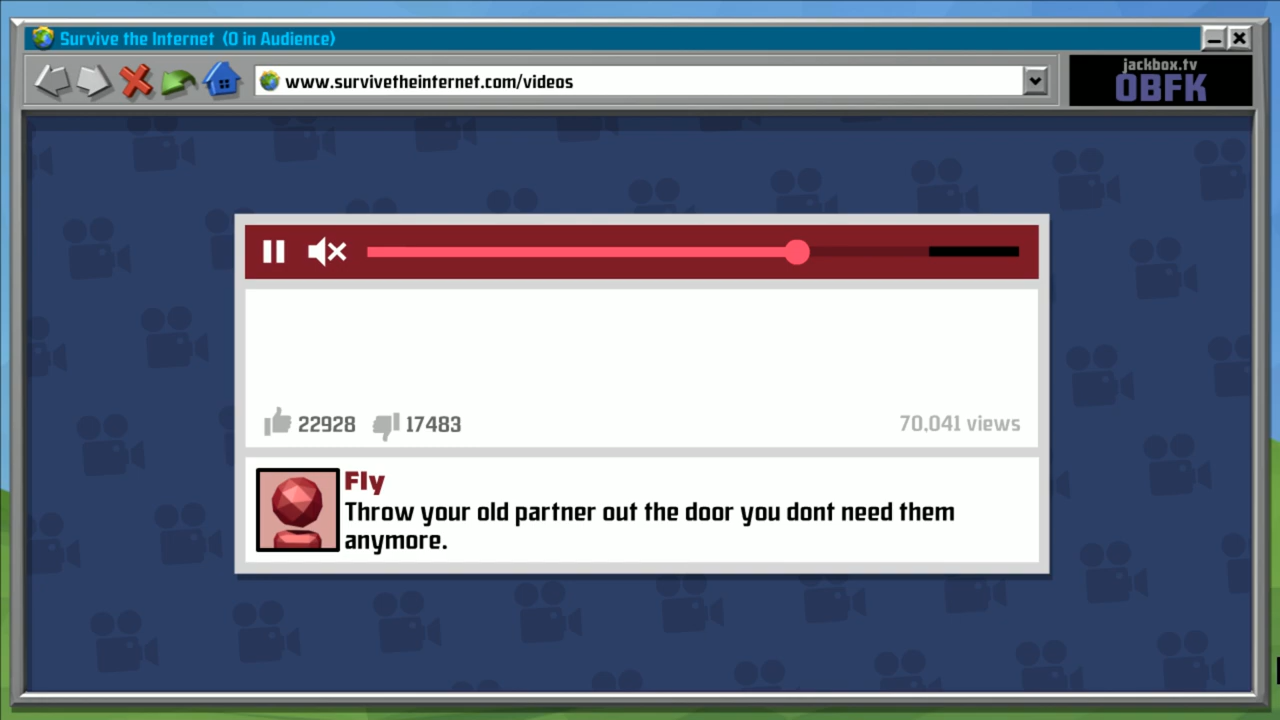 Survive the Internet (0 in Audience)
www.survivetheinternet.com/videos
jackbox.tv
OBFK
22928
17483
70,041 views
Fly
Throw your old partner out the door you dont need them
anymore.